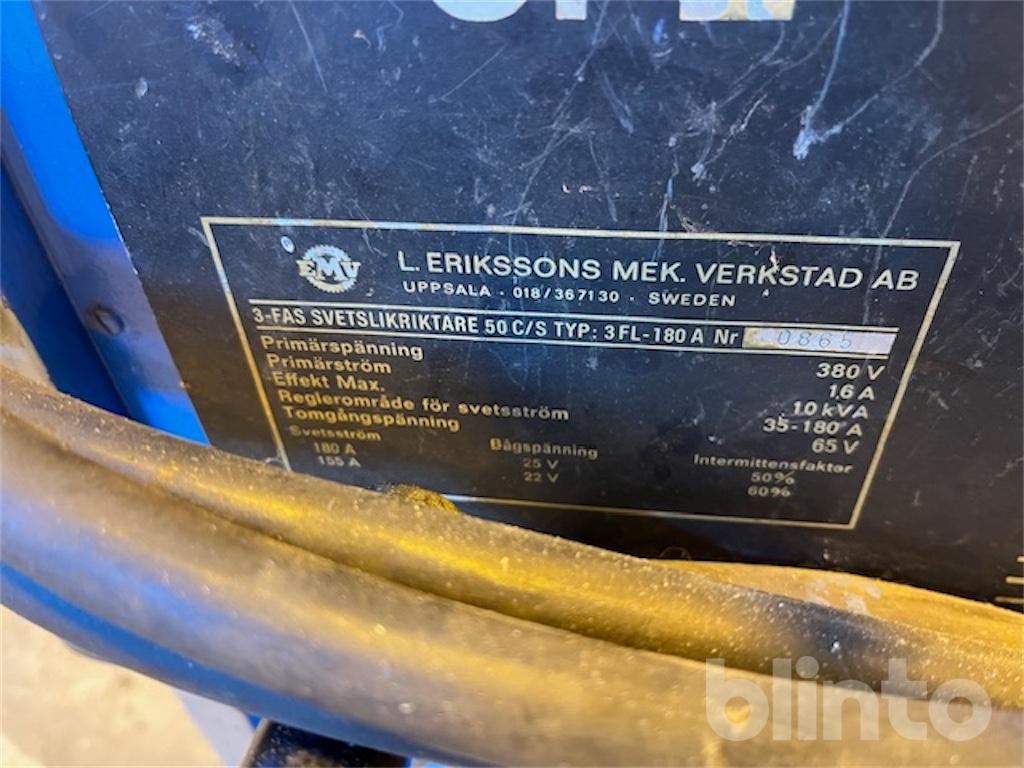 EMV
L. ERIKSSONS MEK. VERKSTAD AB
UPPSALA · 018/367130 · SWEDEN
3-FAS SVETSLIKRIKTARE 50 C/S TYP: 3FL-180 A Nr 0865
Primärspänning 380 V
Primärström 16 A
Effekt Max. 10 kVA
Reglerområde för svetsström 35-180 A
Tomgångspänning 65 V
Svetsström Bågspänning Intermittensfaktor
180 A 25 V 50%
155 A 22 V 60%
blinto